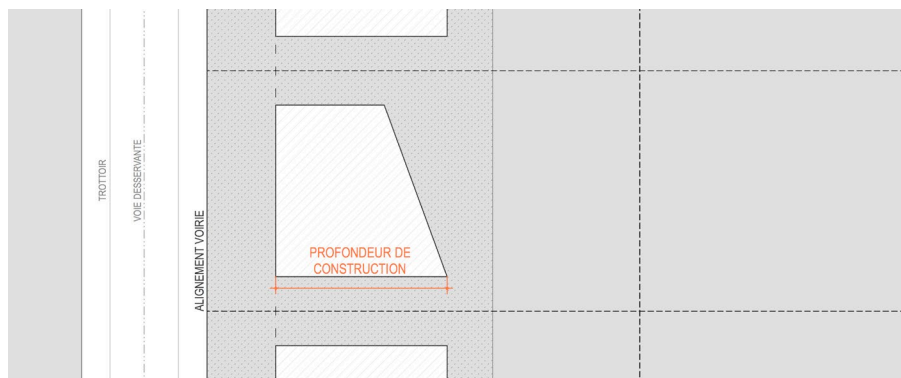 TROTTOIR
VOIE DESSERVANTE
ALIGNEMENT VOIRIE
PROFONDEUR DE
CONSTRUCTION